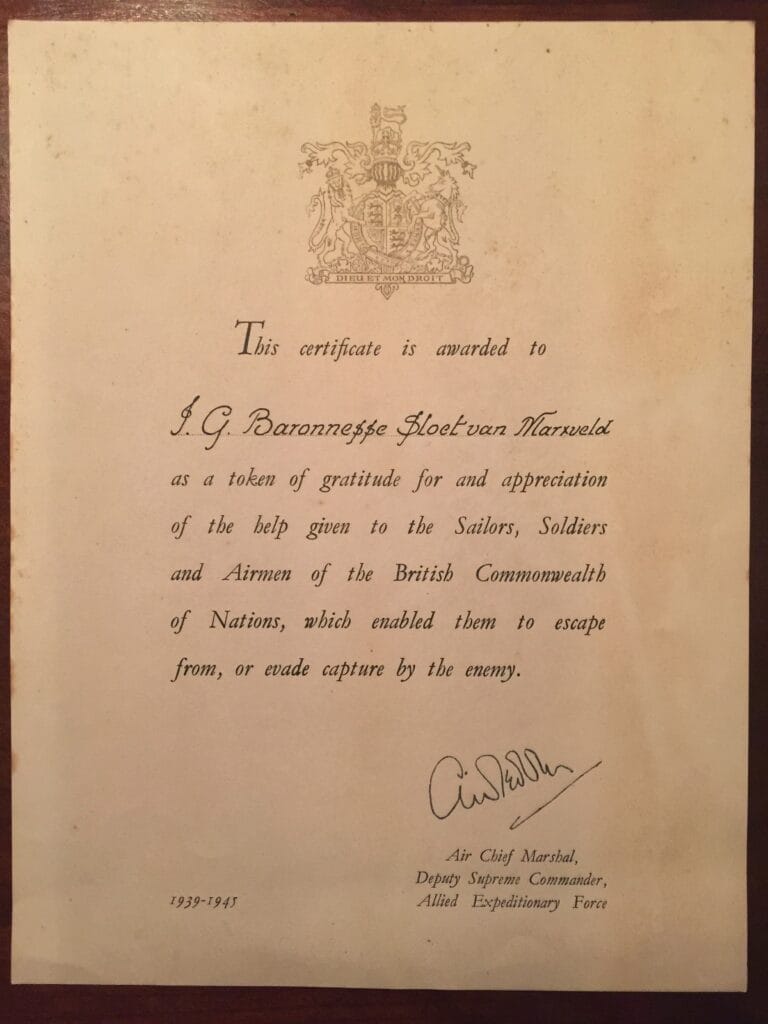 DIEU ET MON DROIT
This certificate is awarded to
J. G. Baronnesse Sloet van Marxveld
as a token of gratitude for and appreciation
of the help given to the Sailors, Soldiers
and Airmen of the British Commonwealth
of Nations, which enabled them to escape
from, or evade capture by the enemy.
Air Chief Marshal,
Deputy Supreme Commander,
Allied Expeditionary Force
1939-1945